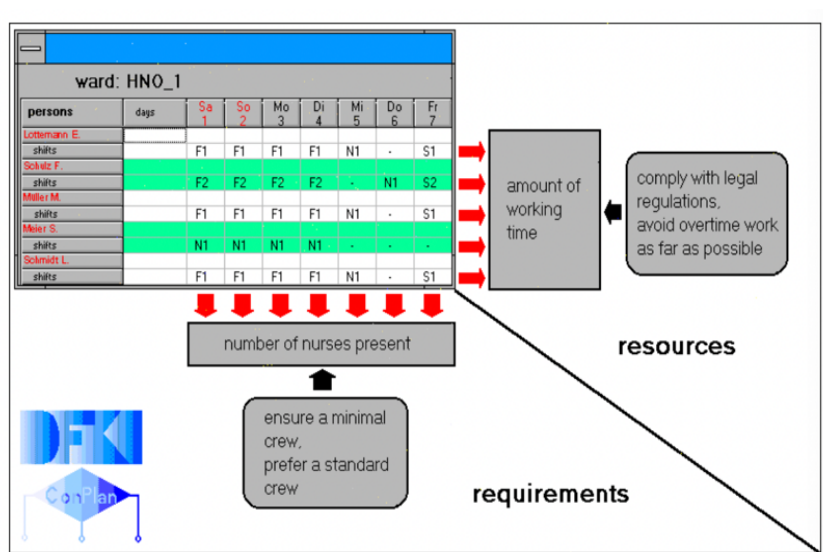 ward: HNO_1
persons days Sa So Mo Di Mi Do Fr
1 2 3 4 5 6 7
Lottemann E.
shifts F1 F1 F1 F1 N1 - S1
Schulz F.
shifts F2 F2 F2 F2 - N1 S2
Müller M.
shifts F1 F1 F1 F1 N1 - S1
Meier S.
shifts N1 N1 N1 N1 - - -
Schmidt L.
shifts F1 F1 F1 F1 N1 - S1
amount of
working
time
comply with legal
regulations,
avoid overtime work
as far as possible
number of nurses present
resources
ensure a minimal
crew,
prefer a standard
crew
requirements
DFKI
ConPlan